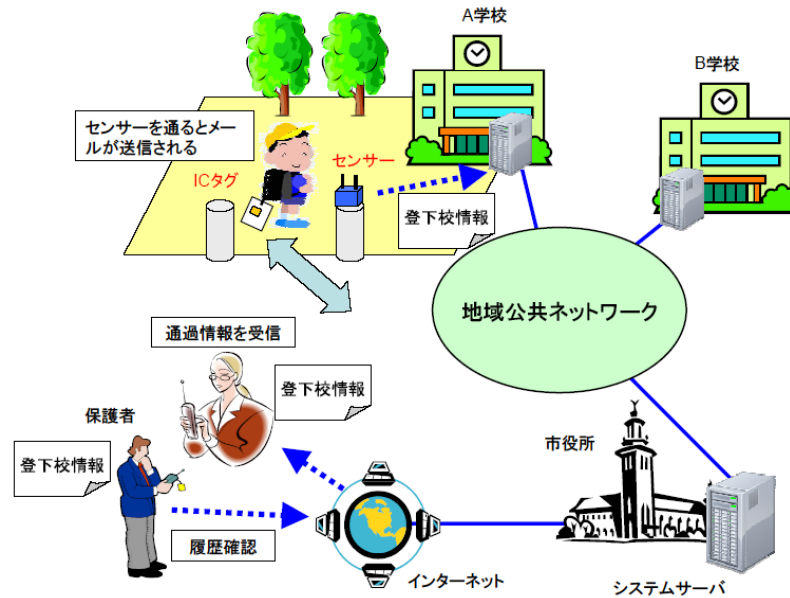 A学校
B学校
センサーを通るとメー
ルが送信される
ICタグ
センサー
登下校情報
地域公共ネットワーク
通過情報を受信
登下校情報
保護者
登下校情報
市役所
履歴確認
インターネット
システムサーバ